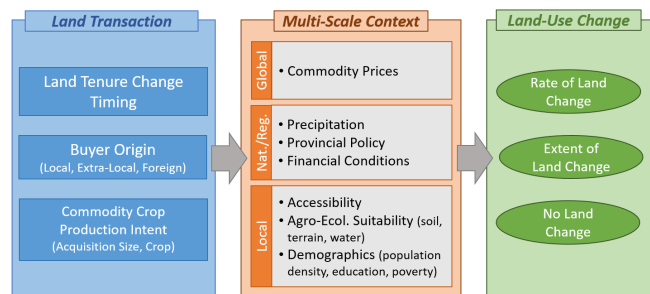 Land Transaction
Land Tenure Change
Timing
Buyer Origin
(Local, Extra-Local, Foreign)
Commodity Crop
Production Intent
(Acquisition Size, Crop)
Multi-Scale Context
Global
• Commodity Prices
Nat./Reg.
• Precipitation
• Provincial Policy
• Financial Conditions
Local
• Accessibility
• Agro-Ecol. Suitability (soil,
terrain, water)
• Demographics (population
density, education, poverty)
Land-Use Change
Rate of Land
Change
Extent of
Land Change
No Land
Change